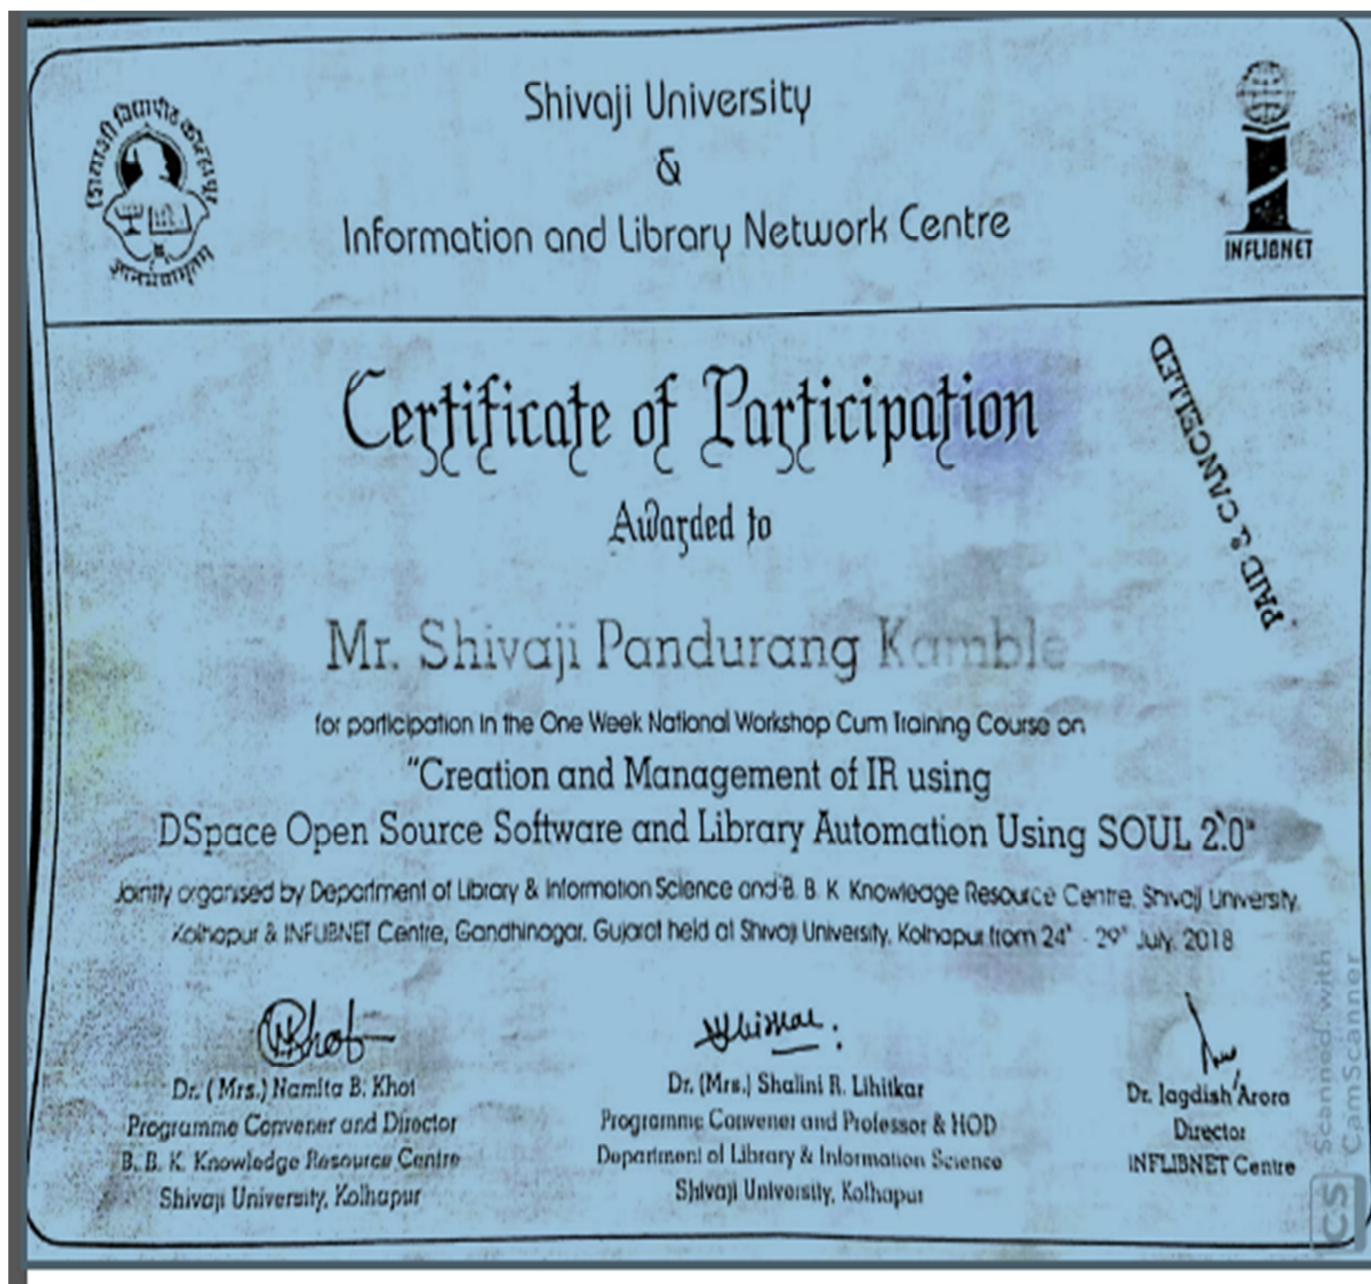 Shivaji University
&
Information and Library Network Centre
INFLIBNET
PAID & CANCELLED
Certificate of Participation
Awarded to
Mr. Shivaji Pandurang Kamble
for participation in the One Week National Workshop Cum Training Course on
"Creation and Management of IR using
DSpace Open Source Software and Library Automation Using SOUL 2.0"
Jointly organised by Department of Library & Information Science and B. B. K Knowledge Resource Centre, Shivaji University,
Kolhapur & INFLIBNET Centre, Gandhinagar, Gujarat held at Shivaji University, Kolhapur from 24th - 29th July, 2018
Dr. (Mrs.) Namita B. Khot
Programme Convener and Director
B. B. K. Knowledge Resource Centre
Shivaji University, Kolhapur
Dr. (Mrs.) Shalini R. Lihitkar
Programme Convener and Professor & HOD
Department of Library & Information Science
Shivaji University, Kolhapur
Dr. Jagdish Arora
Director
INFLIBNET Centre
CS Scanned with
CamScanner